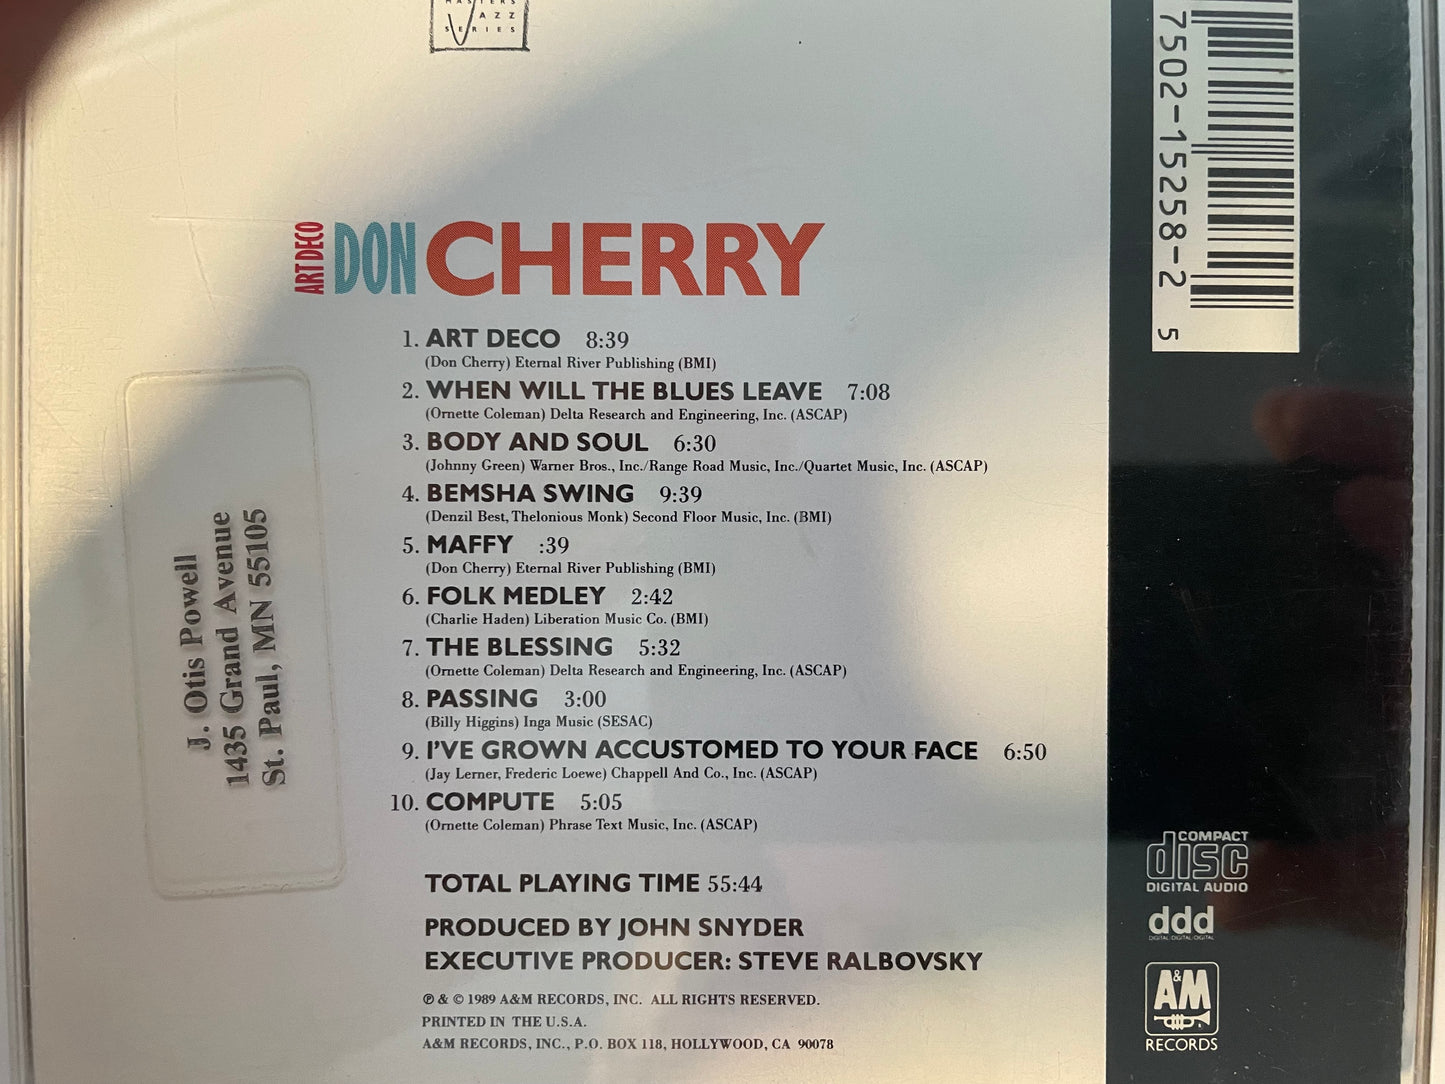 MASTERS
JAZZ
SERIES
ART DECO DON CHERRY
1. ART DECO 8:39
(Don Cherry) Eternal River Publishing (BMI)
2. WHEN WILL THE BLUES LEAVE 7:08
(Ornette Coleman) Delta Research and Engineering, Inc. (ASCAP)
3. BODY AND SOUL 6:30
(Johnny Green) Warner Bros., Inc./Range Road Music, Inc./Quartet Music, Inc. (ASCAP)
4. BEMSHA SWING 9:39
(Denzil Best, Thelonious Monk) Second Floor Music, Inc. (BMI)
5. MAFFY :39
(Don Cherry) Eternal River Publishing (BMI)
6. FOLK MEDLEY 2:42
(Charlie Haden) Liberation Music Co. (BMI)
7. THE BLESSING 5:32
(Ornette Coleman) Delta Research and Engineering, Inc. (ASCAP)
8. PASSING 3:00
(Billy Higgins) Inga Music (SESAC)
9. I'VE GROWN ACCUSTOMED TO YOUR FACE 6:50
(Jay Lerner, Frederic Loewe) Chappell And Co., Inc. (ASCAP)
10. COMPUTE 5:05
(Ornette Coleman) Phrase Text Music, Inc. (ASCAP)
TOTAL PLAYING TIME 55:44
PRODUCED BY JOHN SNYDER
EXECUTIVE PRODUCER: STEVE RALBOVSKY
℗ & © 1989 A&M RECORDS, INC. ALL RIGHTS RESERVED.
PRINTED IN THE U.S.A.
A&M RECORDS, INC., P.O. BOX 118, HOLLYWOOD, CA 90078
J. Otis Powell
1435 Grand Avenue
St. Paul, MN 55105
7502-15258-2 5
COMPACT
disc
DIGITAL AUDIO
ddd
DIGITAL/DIGITAL/DIGITAL
A&M
RECORDS